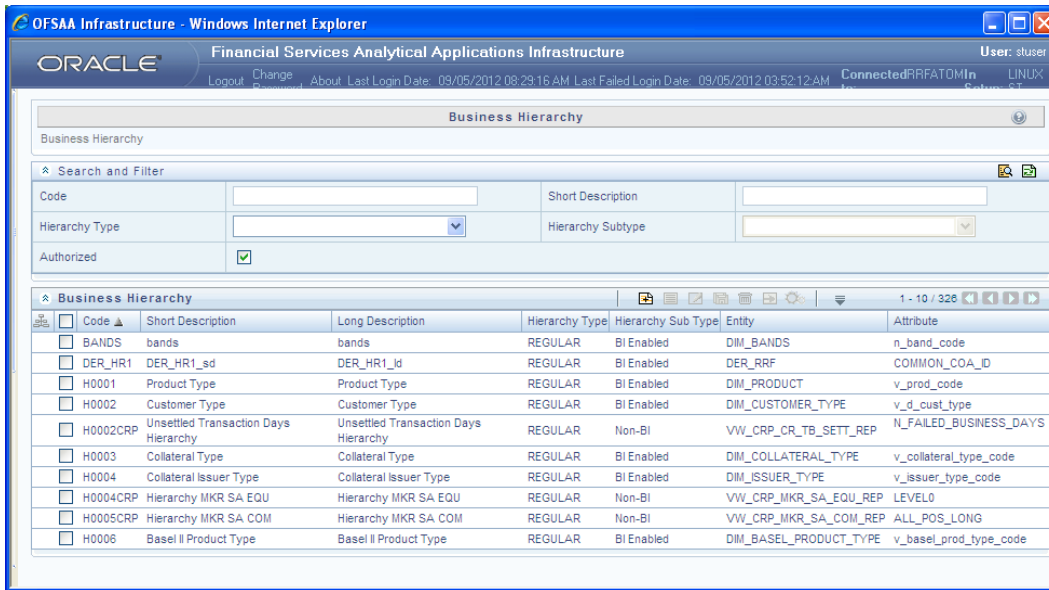 OFSAA Infrastructure - Windows Internet Explorer
ORACLE
Financial Services Analytical Applications Infrastructure
User: stuser
Logout Change Password About Last Login Date: 09/05/2012 08:29:16 AM Last Failed Login Date: 09/05/2012 03:52:12:AM Connected RRFATOM In LINUX
Business Hierarchy
Business Hierarchy
Search and Filter
Code Short Description
Hierarchy Type Hierarchy Subtype
Authorized
Business Hierarchy 1 - 10 / 326
Code Short Description Long Description Hierarchy Type Hierarchy Sub Type Entity Attribute
BANDS bands bands REGULAR BI Enabled DIM_BANDS n_band_code
DER_HR1 DER_HR1_sd DER_HR1_ld REGULAR BI Enabled DER_RRF COMMON_COA_ID
H0001 Product Type Product Type REGULAR BI Enabled DIM_PRODUCT v_prod_code
H0002 Customer Type Customer Type REGULAR BI Enabled DIM_CUSTOMER_TYPE v_d_cust_type
H0002CRP Unsettled Transaction Days Hierarchy Unsettled Transaction Days Hierarchy REGULAR Non-BI VW_CRP_CR_TB_SETT_REP N_FAILED_BUSINESS_DAYS
H0003 Collateral Type Collateral Type REGULAR BI Enabled DIM_COLLATERAL_TYPE v_collateral_type_code
H0004 Collateral Issuer Type Collateral Issuer Type REGULAR BI Enabled DIM_ISSUER_TYPE v_issuer_type_code
H0004CRP Hierarchy MKR SA EQU Hierarchy MKR SA EQU REGULAR Non-BI VW_CRP_MKR_SA_EQU_REP LEVEL0
H0005CRP Hierarchy MKR SA COM Hierarchy MKR SA COM REGULAR Non-BI VW_CRP_MKR_SA_COM_REP ALL_POS_LONG
H0006 Basel II Product Type Basel II Product Type REGULAR BI Enabled DIM_BASEL_PRODUCT_TYPE v_basel_prod_type_code